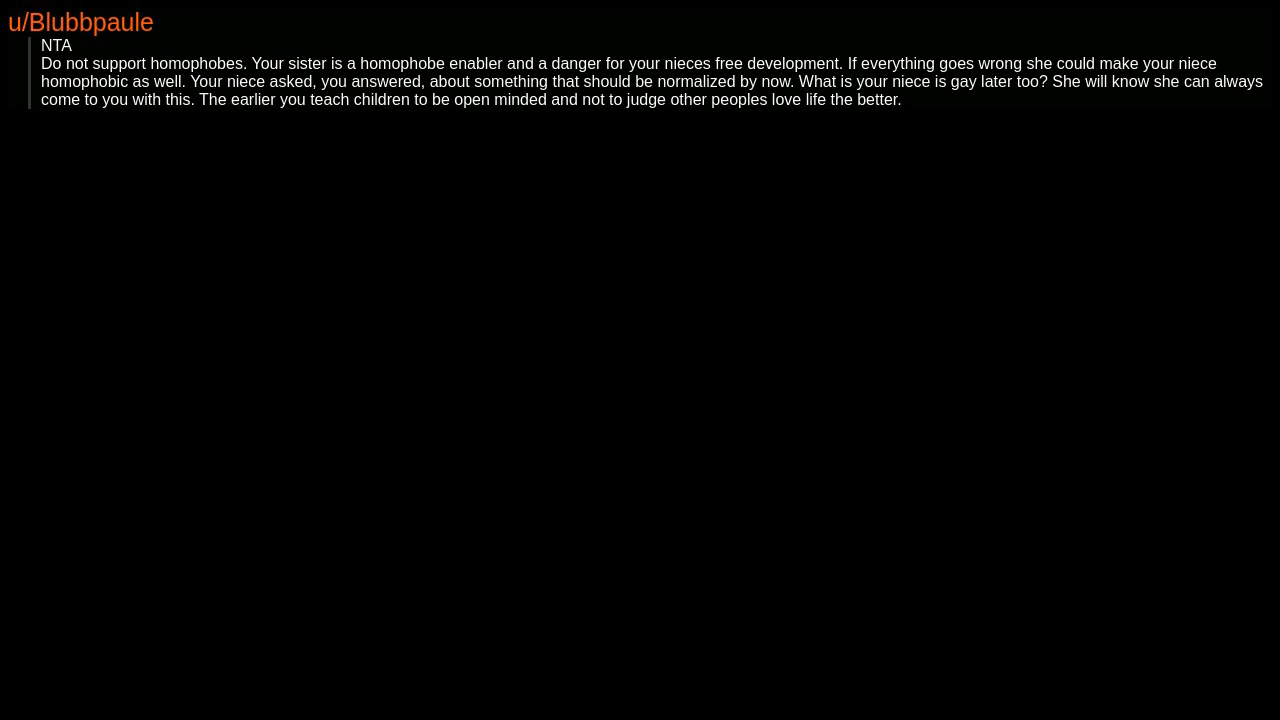 u/Blubbpaule
NTA
Do not support homophobes. Your sister is a homophobe enabler and a danger for your nieces free development. If everything goes wrong she could make your niece
homophobic as well. Your niece asked, you answered, about something that should be normalized by now. What is your niece is gay later too? She will know she can always
come to you with this. The earlier you teach children to be open minded and not to judge other peoples love life the better.